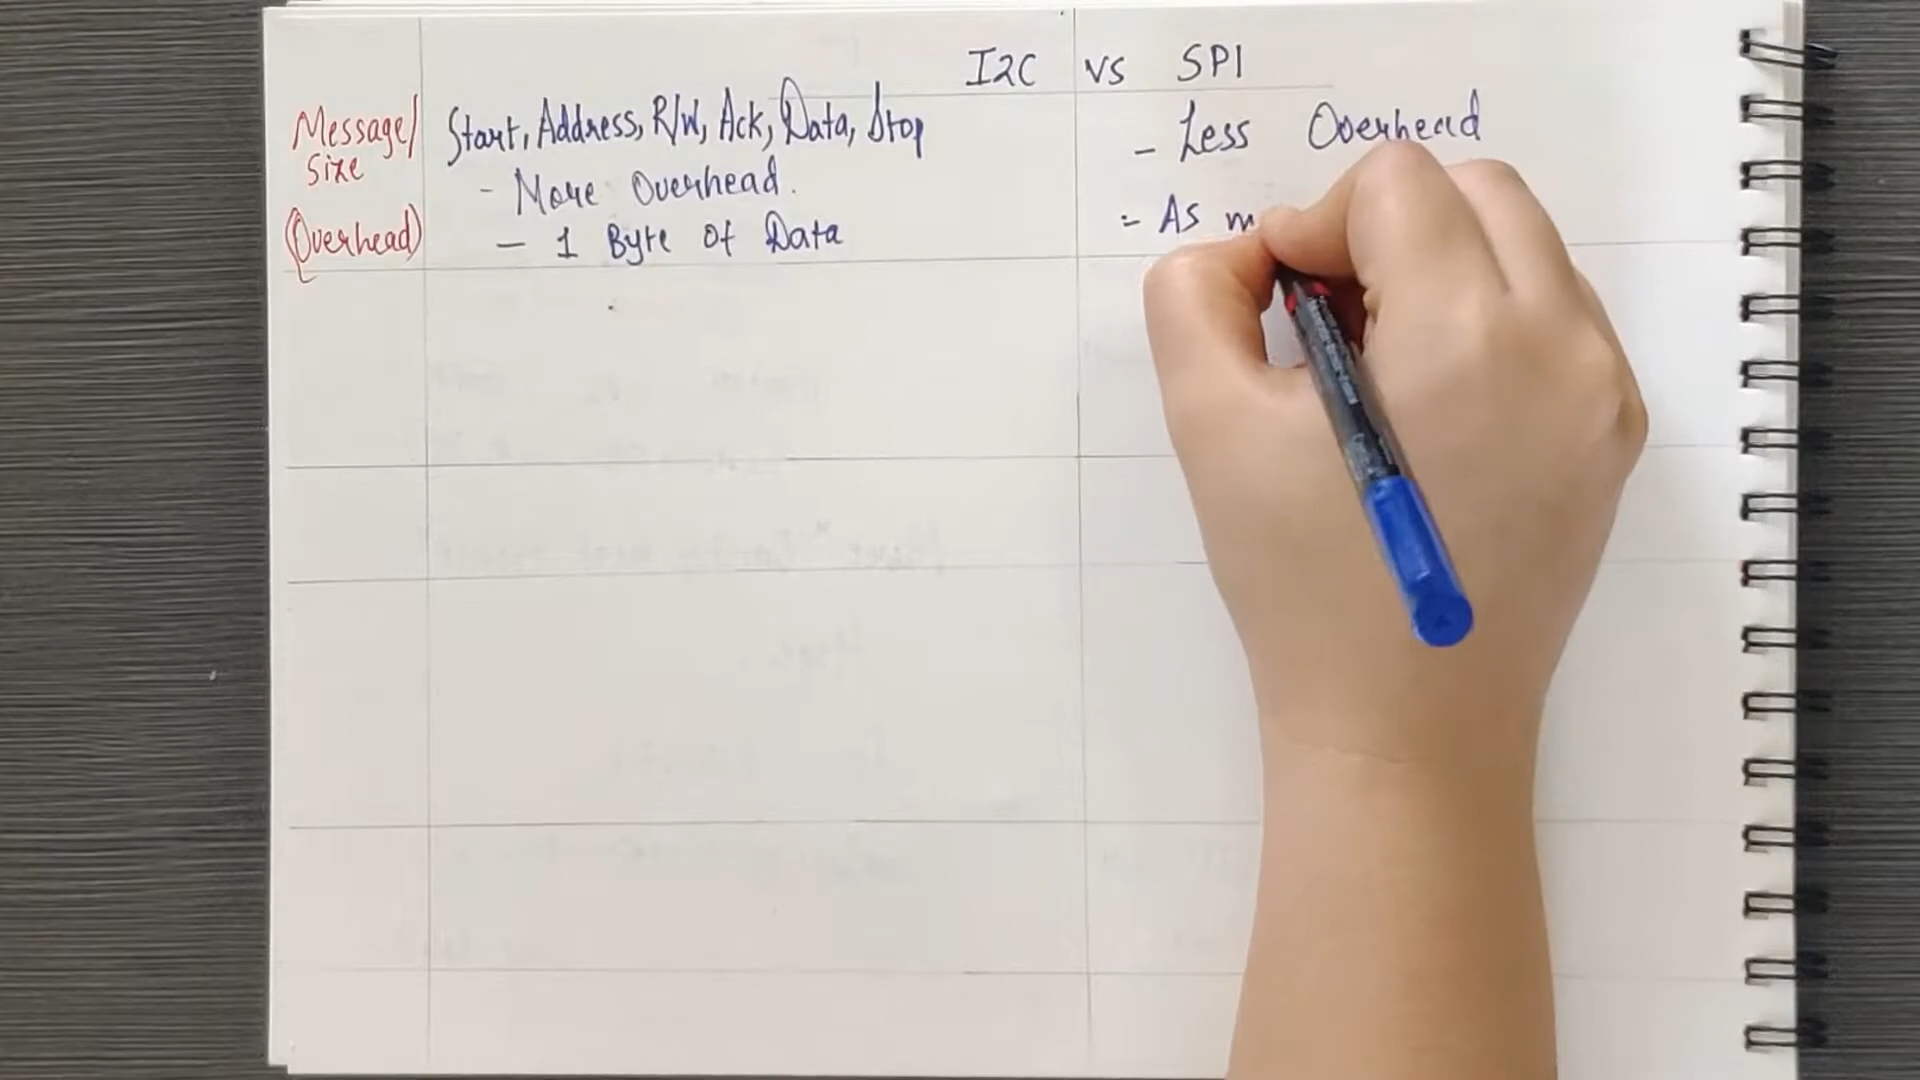 I2C vs SPI
Message/
Size
(Overhead)
Start, Address, R/W, Ack, Data, Stop
- More Overhead.
- 1 Byte of Data
- Less Overhead
- As m